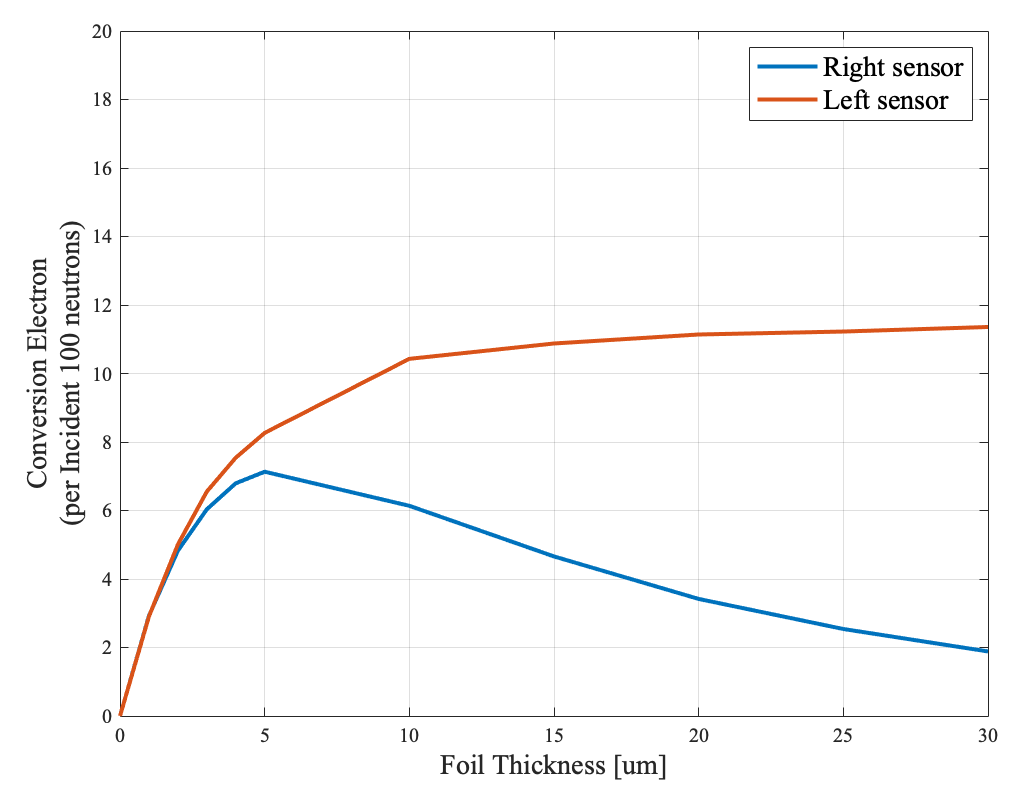 20
18
16
14
12
10
8
6
4
2
0
0 5 10 15 20 25 30
Conversion Electron
(per Incident 100 neutrons)
Foil Thickness [um]
Right sensor
Left sensor